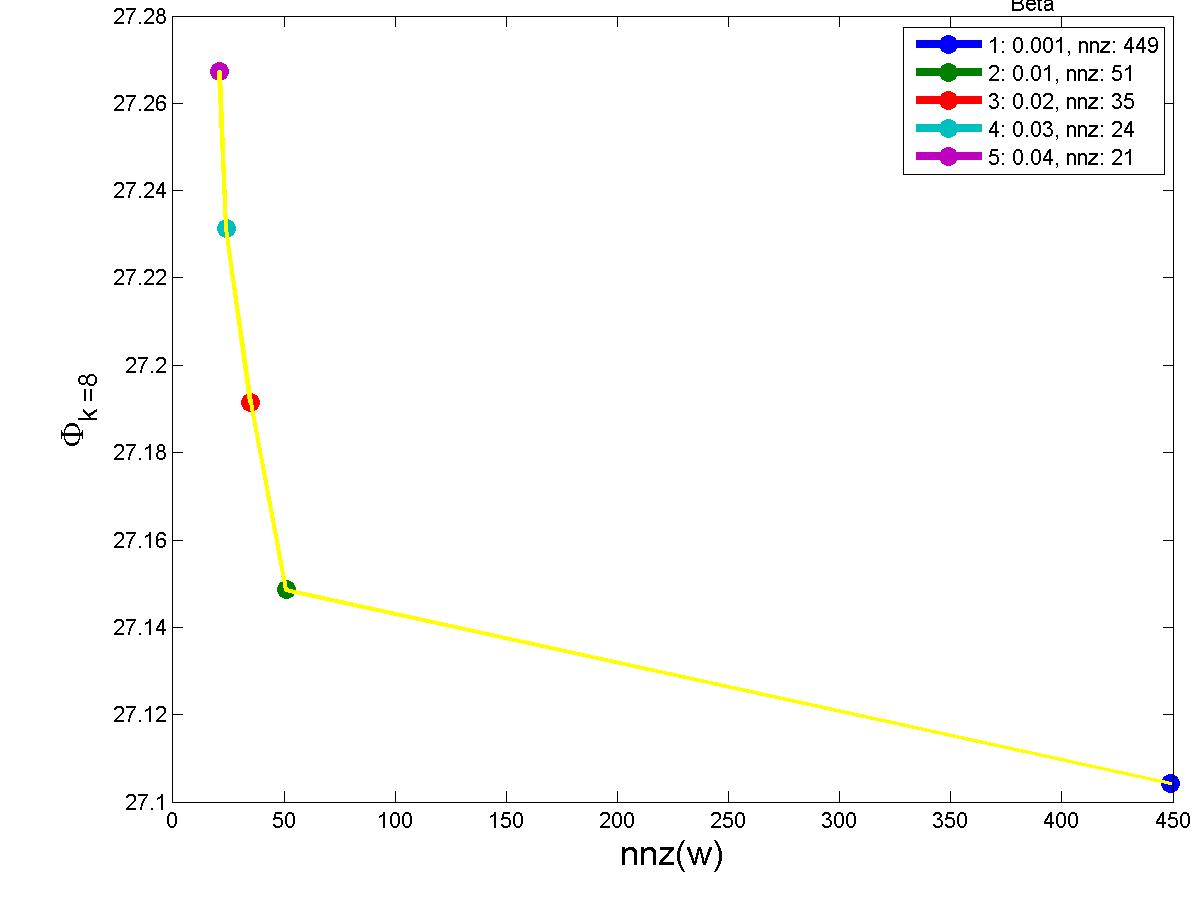 Beta
1: 0.001, nnz: 449
2: 0.01, nnz: 51
3: 0.02, nnz: 35
4: 0.03, nnz: 24
5: 0.04, nnz: 21
27.28
27.26
27.24
27.22
27.2
27.18
27.16
27.14
27.12
27.1
Φk =8
0 50 100 150 200 250 300 350 400 450
nnz(w)